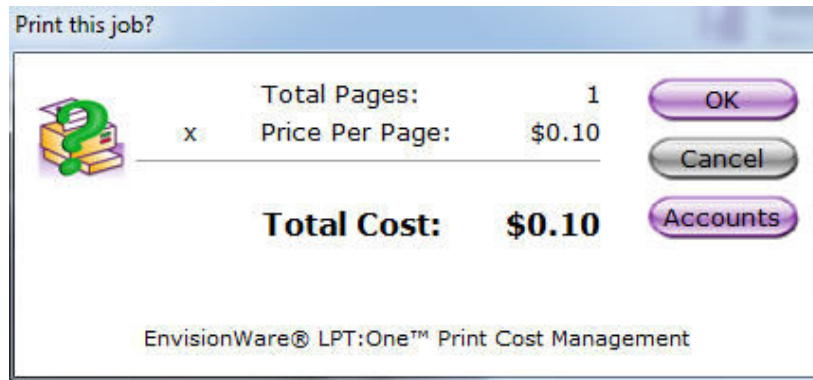 Print this job?
Total Pages: 1
x Price Per Page: $0.10
Total Cost: $0.10
OK
Cancel
Accounts
EnvisionWare® LPT:One™ Print Cost Management